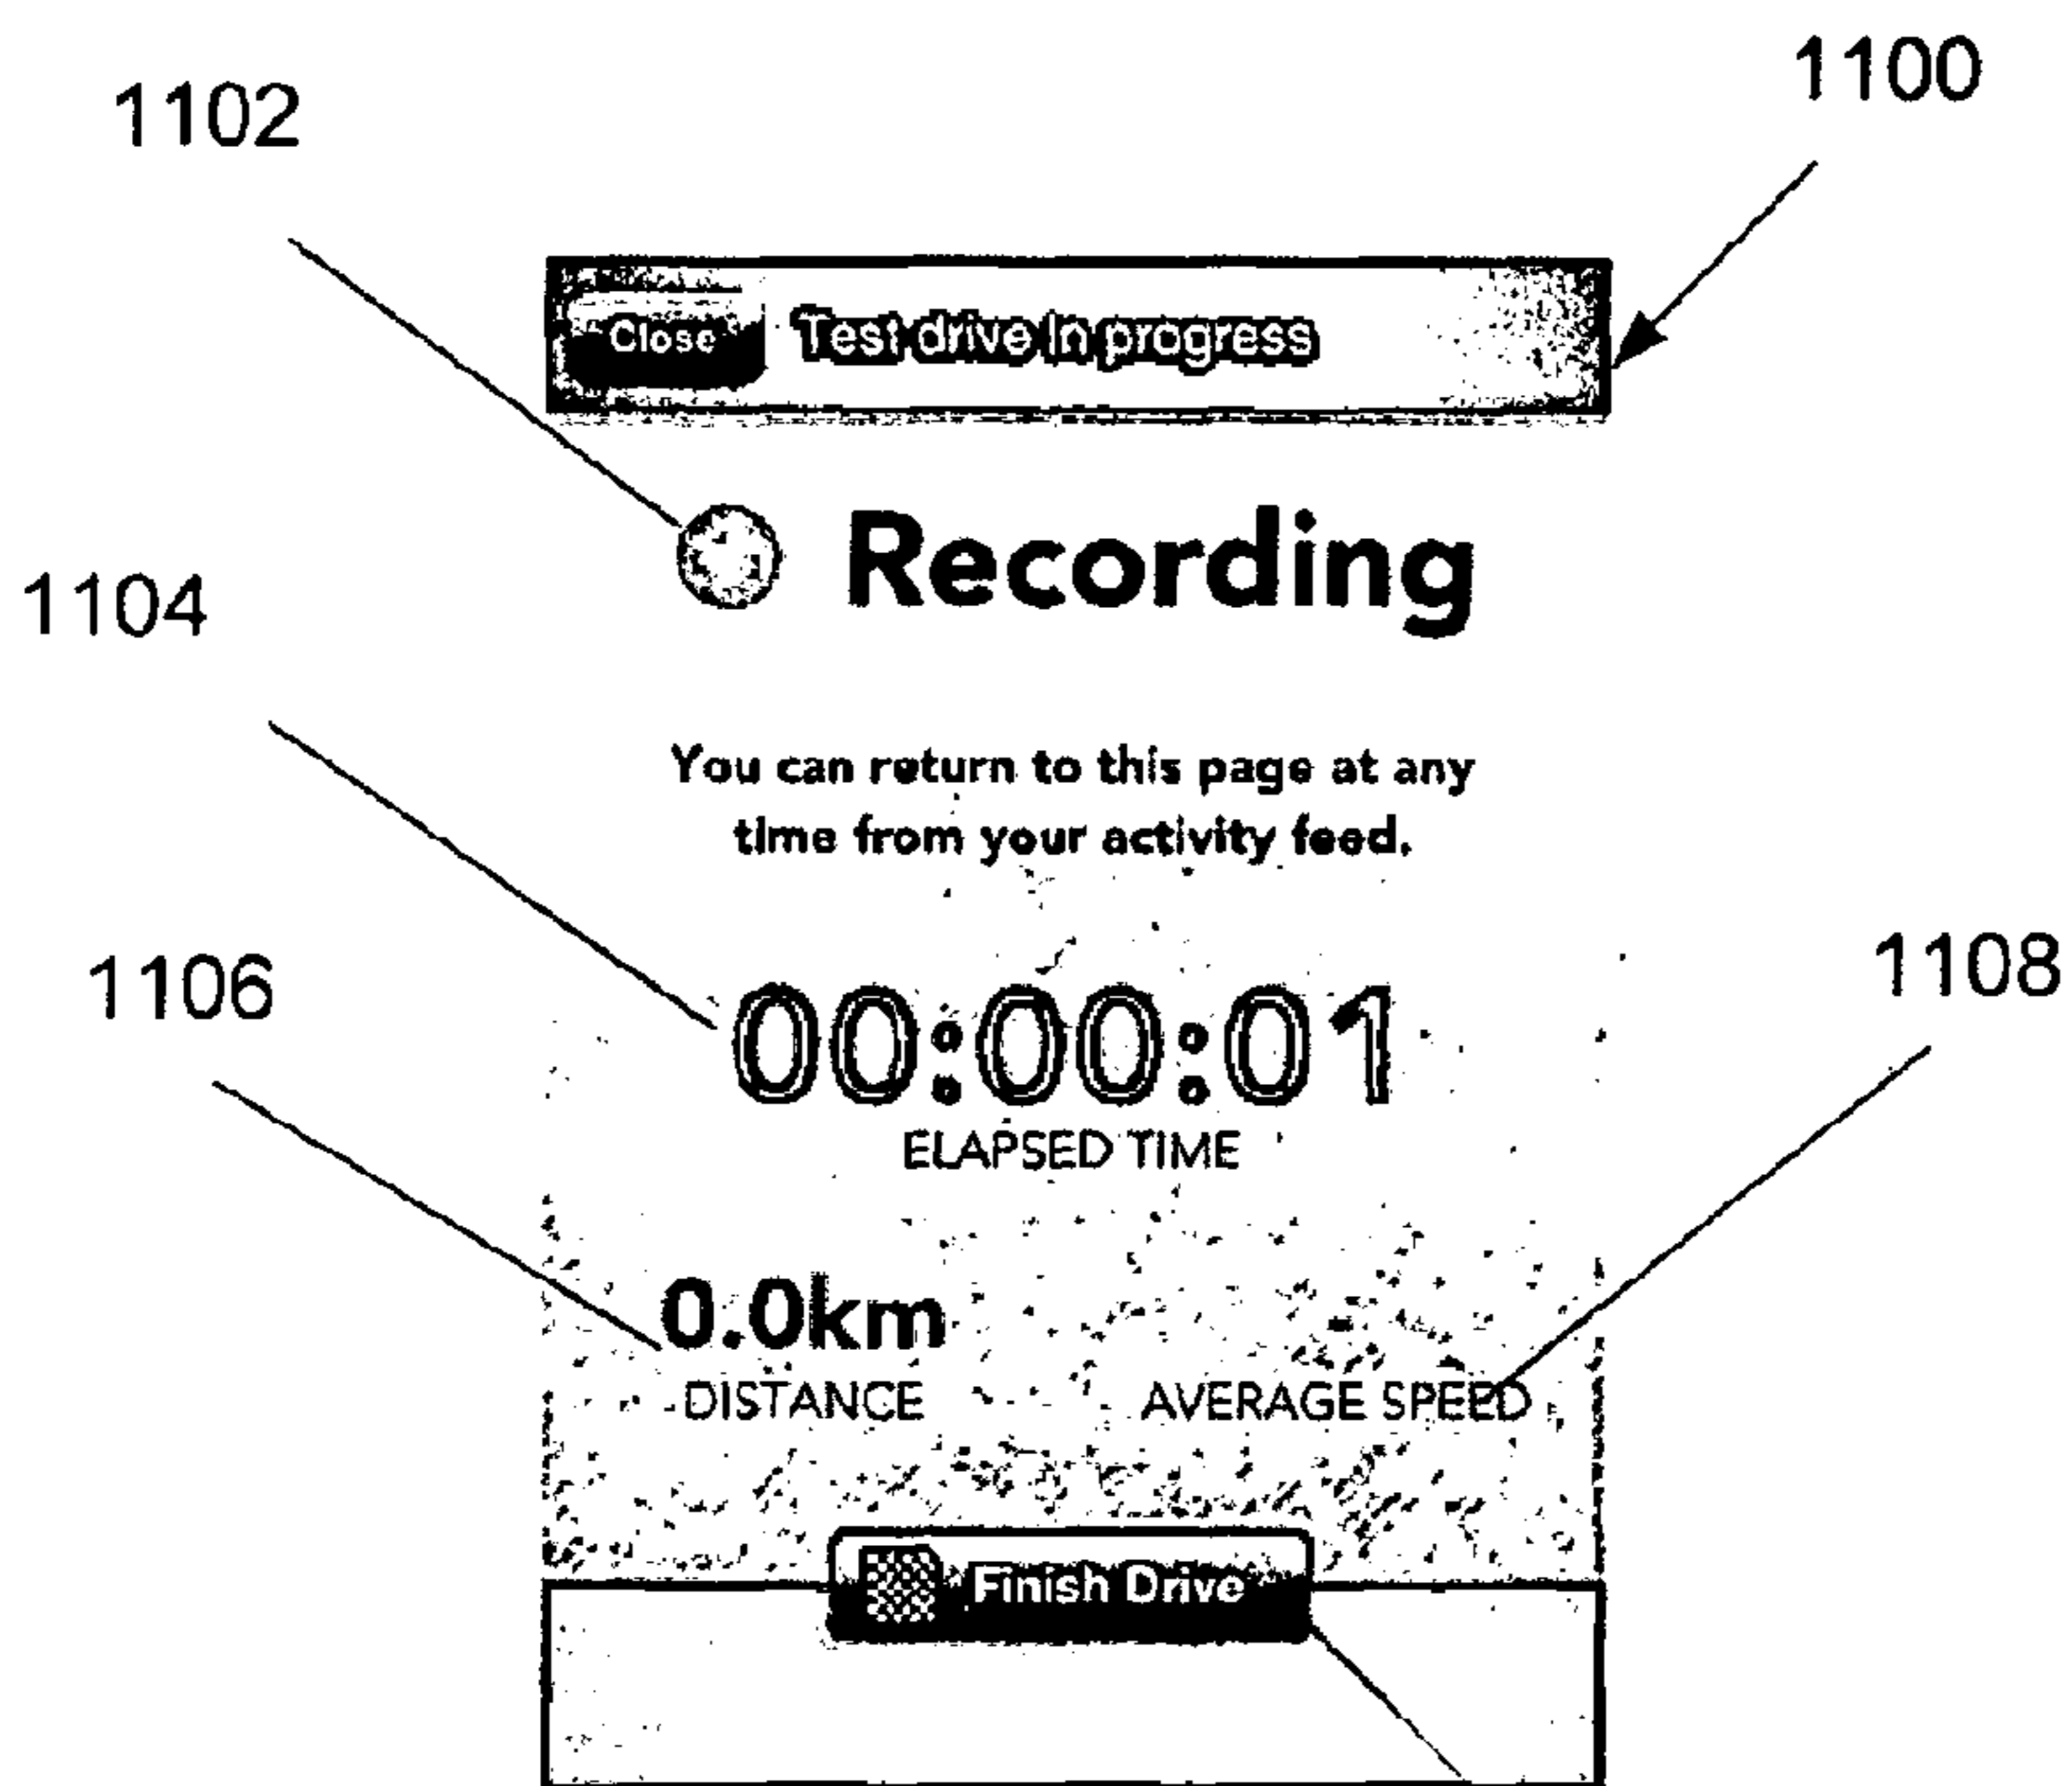 1100
1102
Close Test drive in progress
Recording
1104
You can return to this page at any
time from your activity feed.
1106
1108
00:00:01
ELAPSED TIME
0.0km
DISTANCE AVERAGE SPEED
Finish Drive